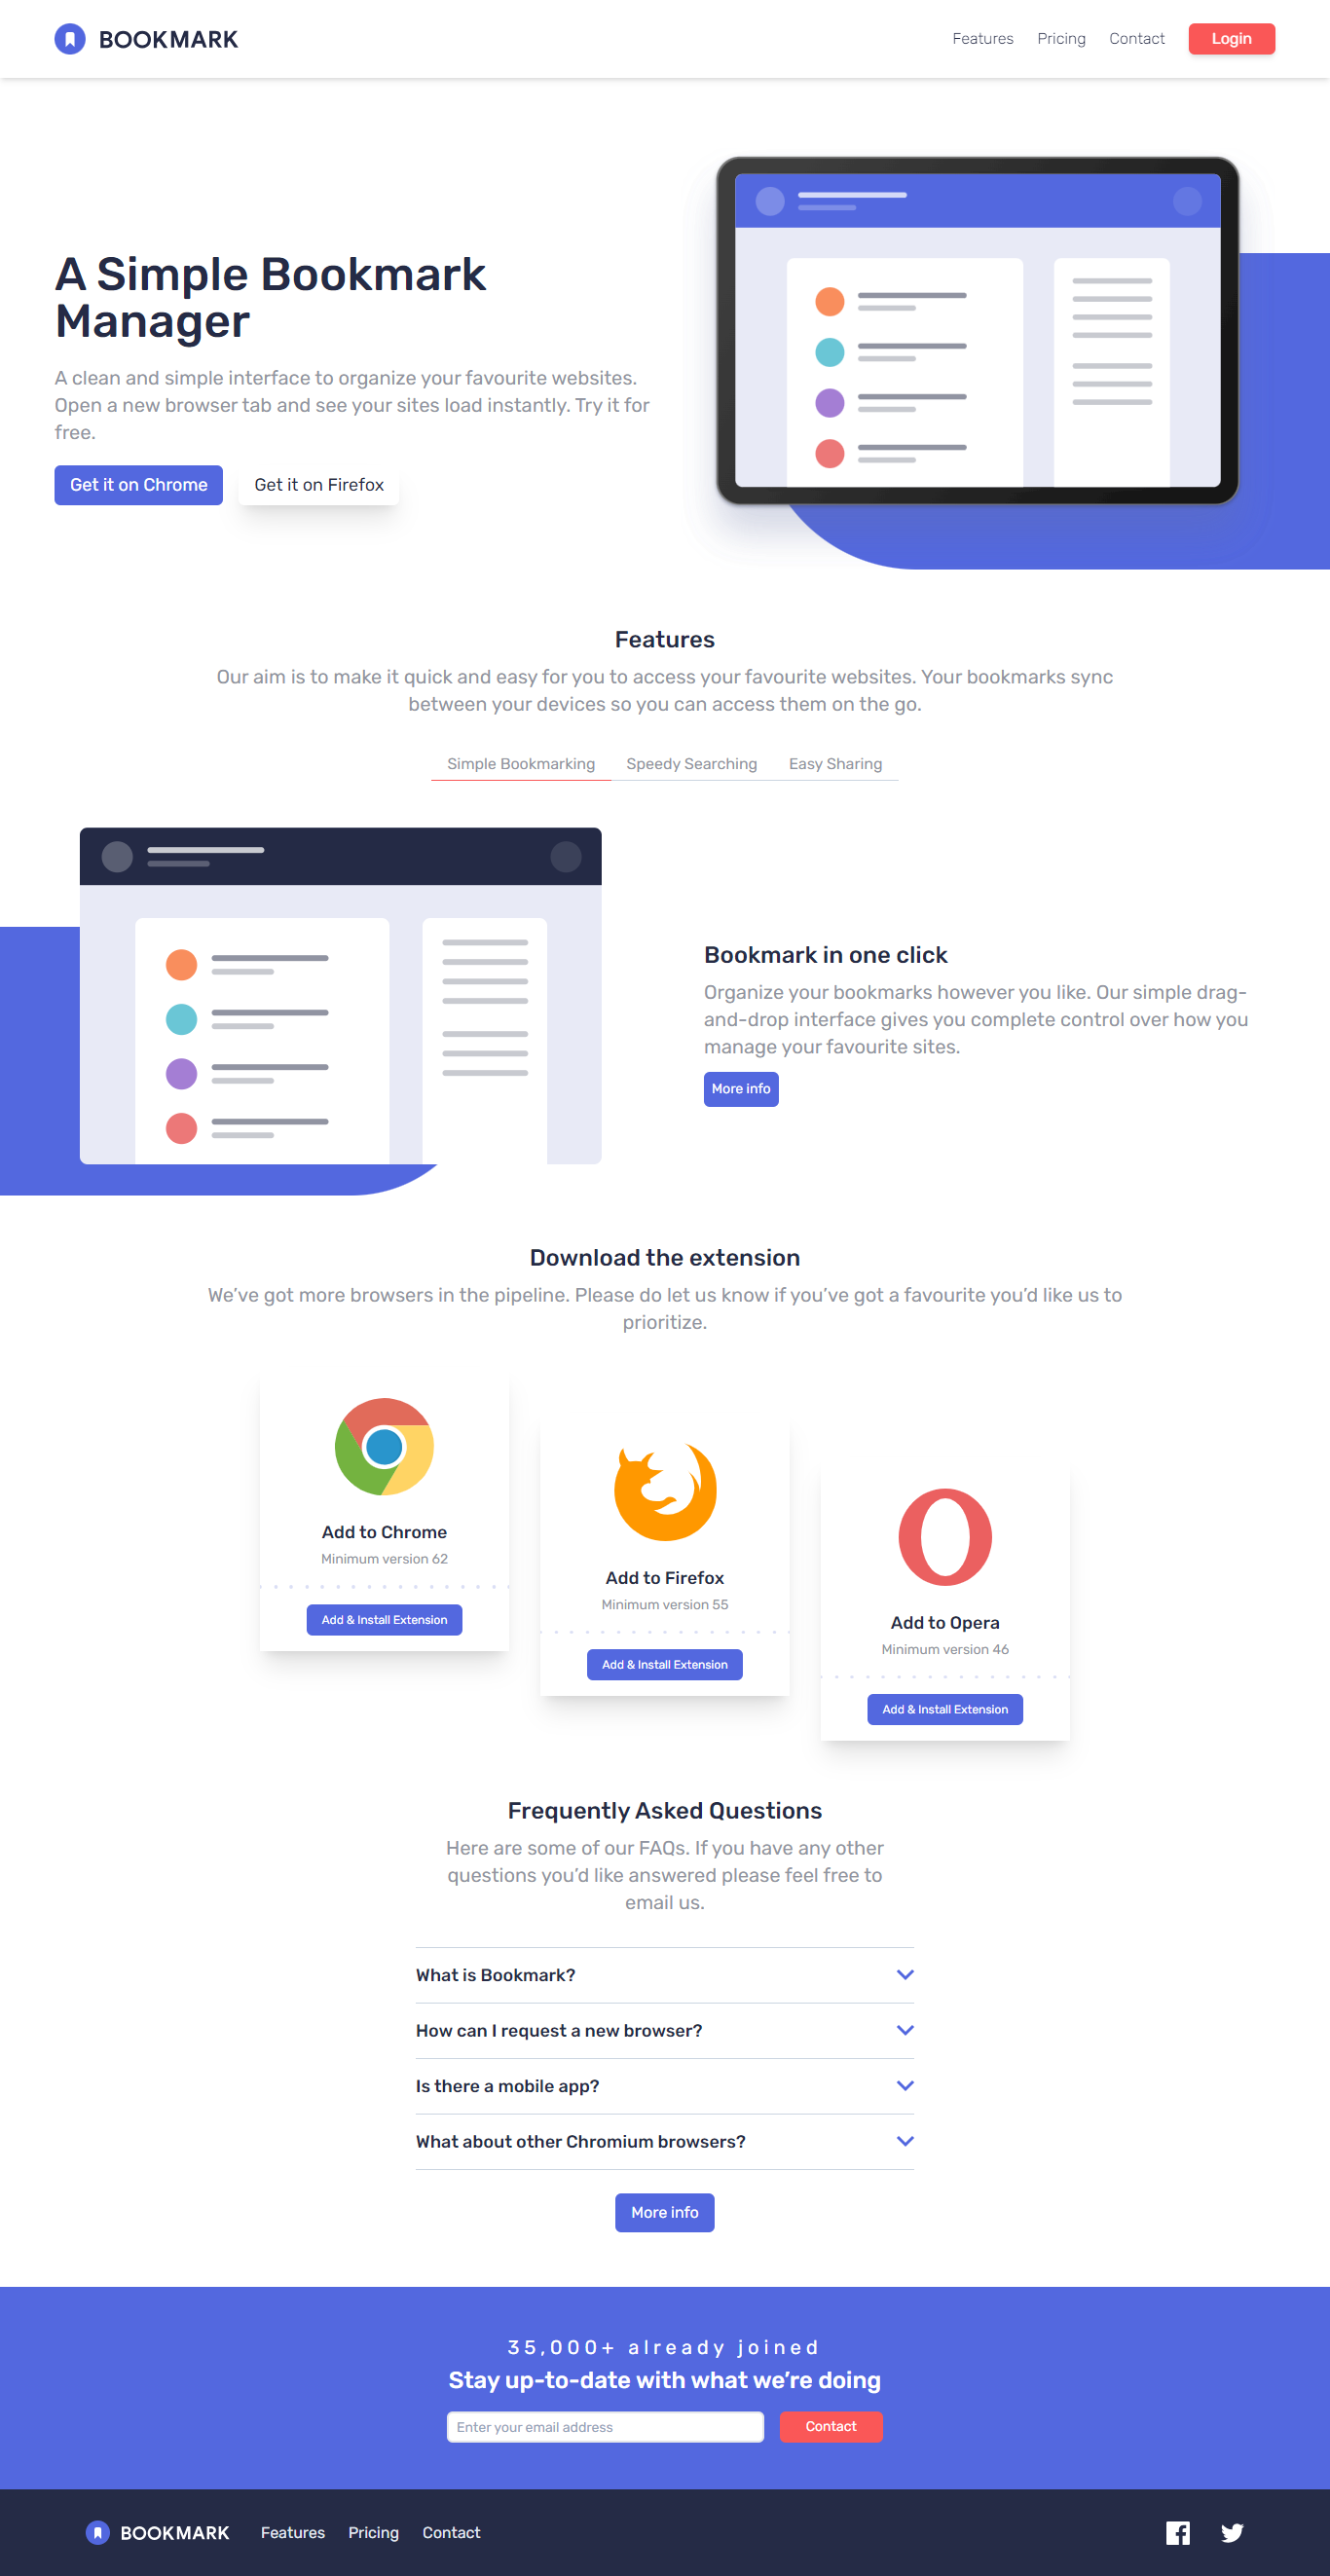 BOOKMARK
Features
Pricing
Contact
Login
A Simple Bookmark
Manager
A clean and simple interface to organize your favourite websites.
Open a new browser tab and see your sites load instantly. Try it for
free.
Get it on Chrome
Get it on Firefox
Features
Our aim is to make it quick and easy for you to access your favourite websites. Your bookmarks sync
between your devices so you can access them on the go.
Simple Bookmarking
Speedy Searching
Easy Sharing
Bookmark in one click
Organize your bookmarks however you like. Our simple drag-
and-drop interface gives you complete control over how you
manage your favourite sites.
More info
Download the extension
We’ve got more browsers in the pipeline. Please do let us know if you’ve got a favourite you’d like us to
prioritize.
Add to Chrome
Minimum version 62
Add & Install Extension
Add to Firefox
Minimum version 55
Add & Install Extension
Add to Opera
Minimum version 46
Add & Install Extension
Frequently Asked Questions
Here are some of our FAQs. If you have any other
questions you’d like answered please feel free to
email us.
What is Bookmark?
How can I request a new browser?
Is there a mobile app?
What about other Chromium browsers?
More info
35,000+ already joined
Stay up-to-date with what we’re doing
Enter your email address
Contact
BOOKMARK
Features
Pricing
Contact